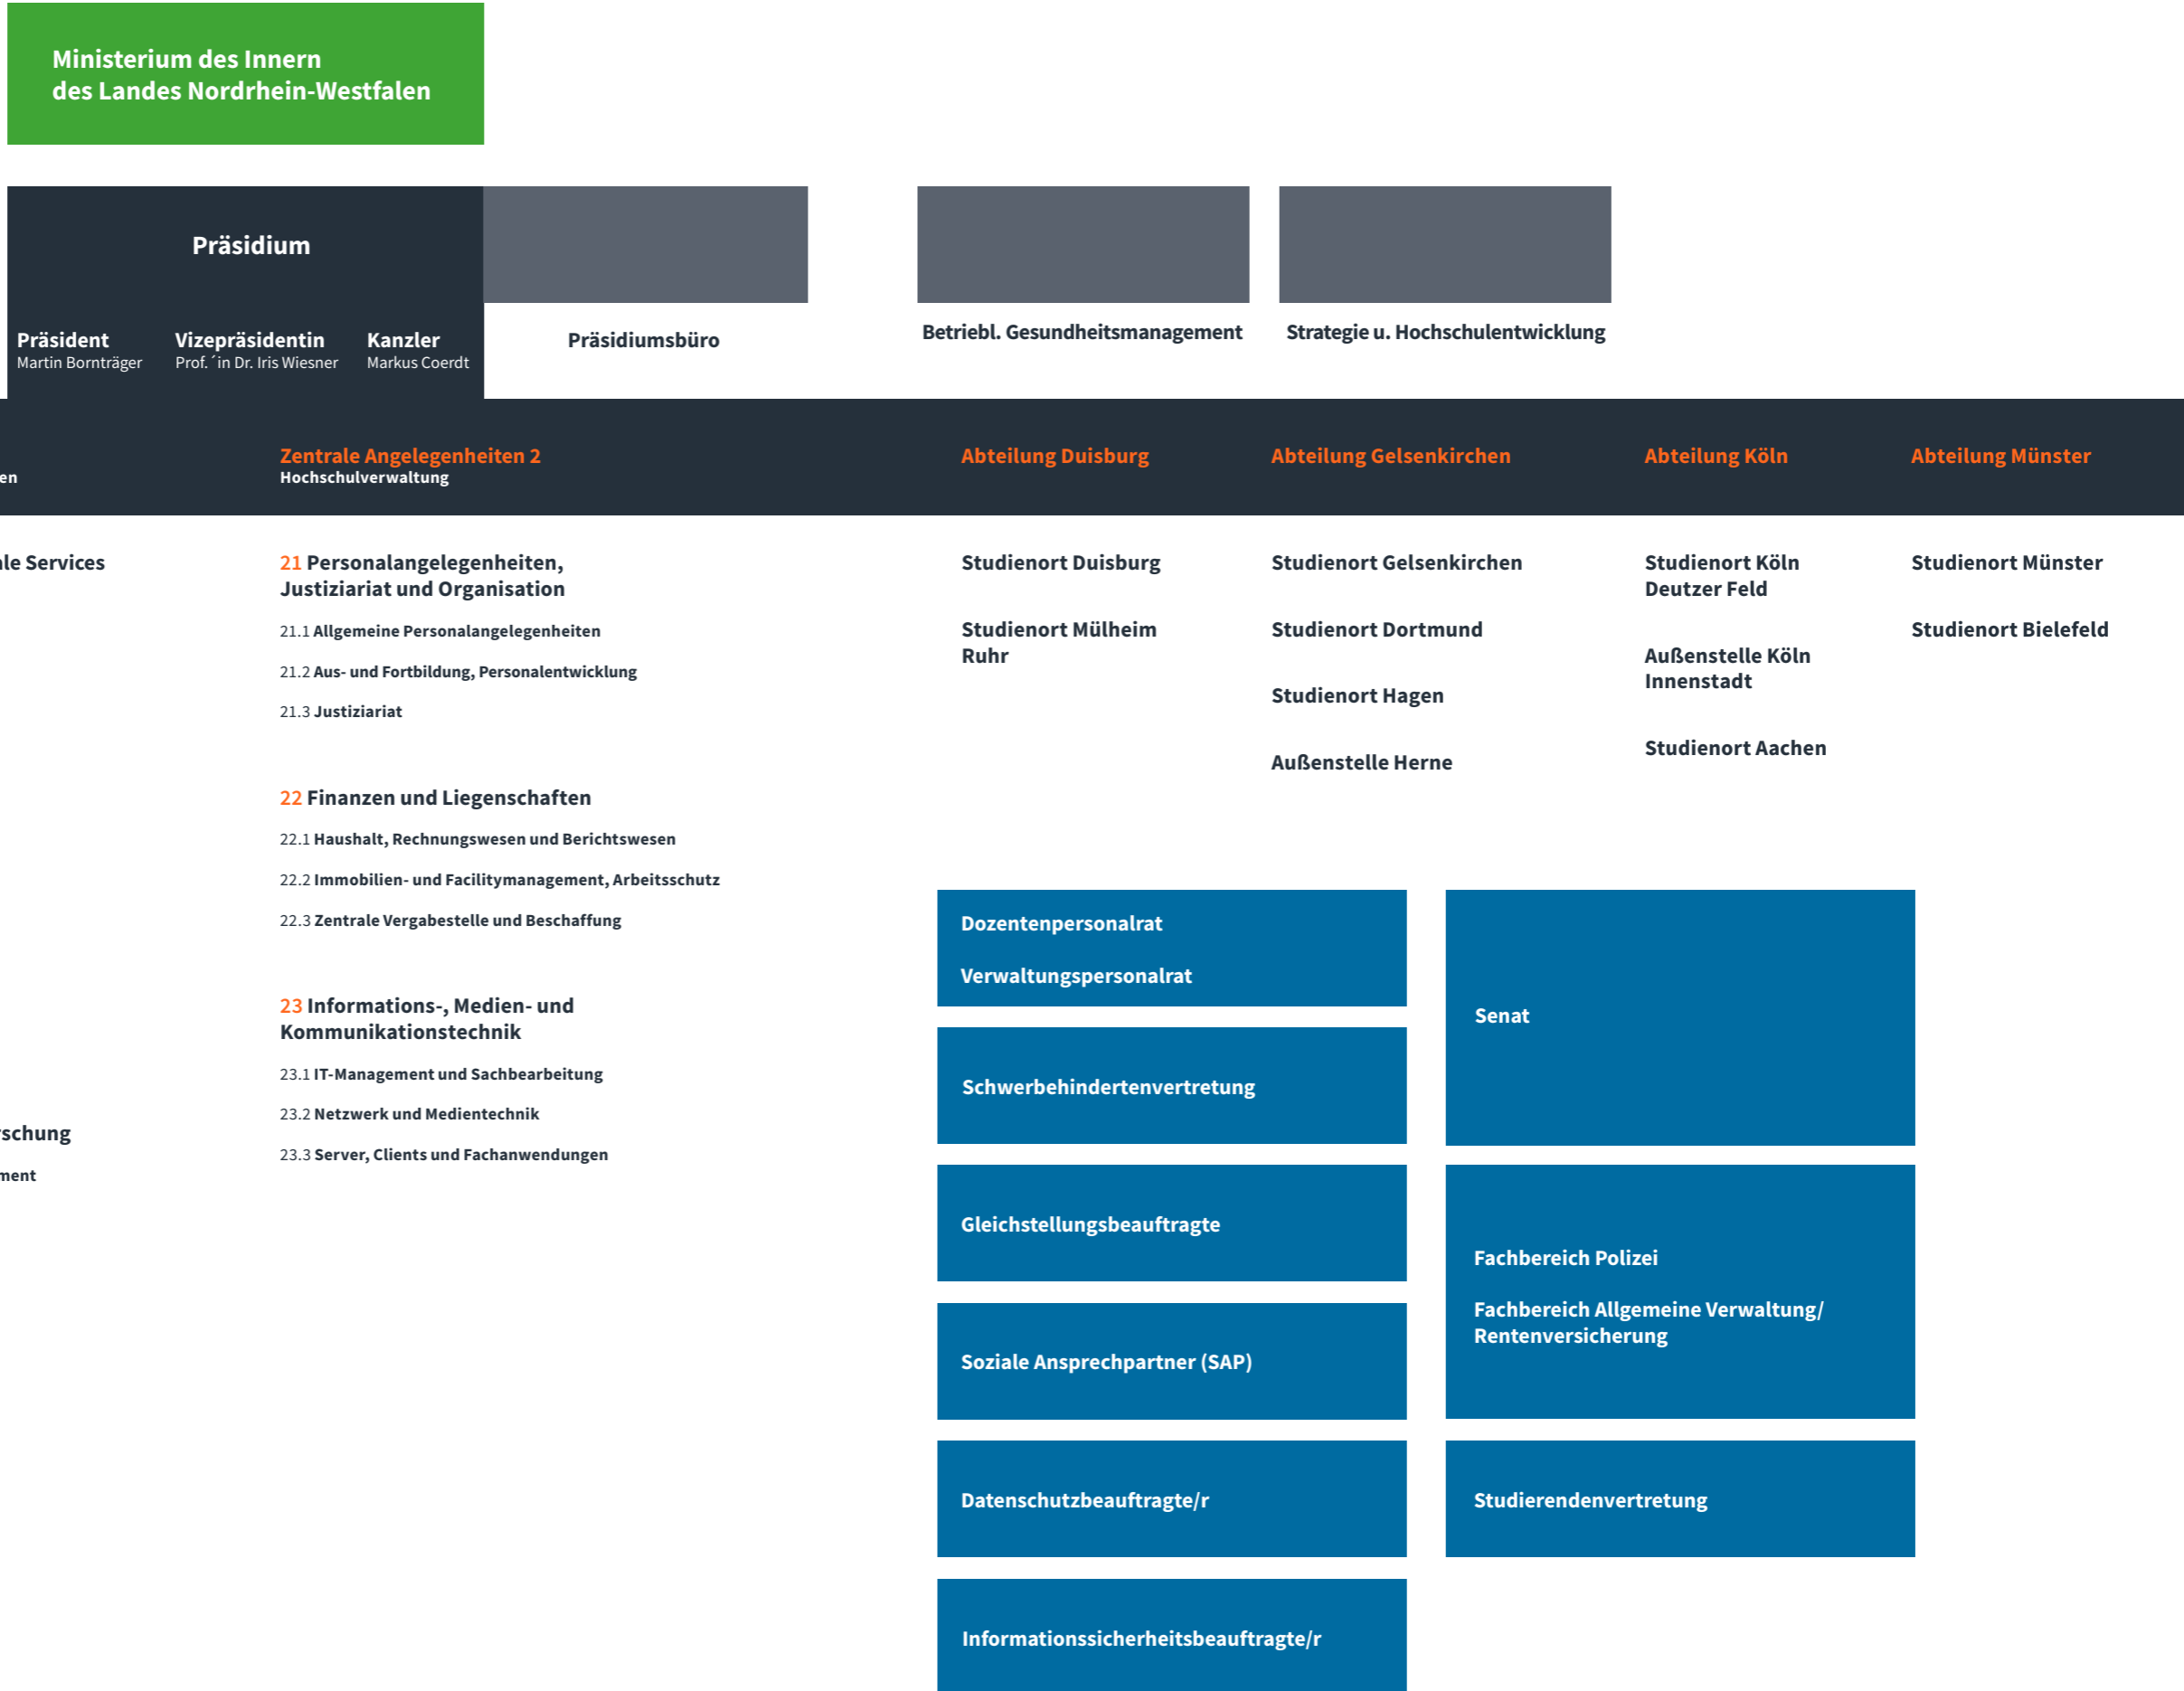 Ministerium des Innern
des Landes Nordrhein-Westfalen
Präsidium
Präsident
Martin Bornträger
Vizepräsidentin
Prof.´in Dr. Iris Wiesner
Kanzler
Markus Coerdt
Präsidiumsbüro
Betriebl. Gesundheitsmanagement
Strategie u. Hochschulentwicklung
Services
Zentrale Angelegenheiten 2
Hochschulverwaltung
21 Personalangelegenheiten,
Justiziariat und Organisation
21.1 Allgemeine Personalangelegenheiten
21.2 Aus- und Fortbildung, Personalentwicklung
21.3 Justiziariat
22 Finanzen und Liegenschaften
22.1 Haushalt, Rechnungswesen und Berichtswesen
22.2 Immobilien- und Facilitymanagement, Arbeitsschutz
22.3 Zentrale Vergabestelle und Beschaffung
23 Informations-, Medien- und
Kommunikationstechnik
23.1 IT-Management und Sachbearbeitung
23.2 Netzwerk und Medientechnik
23.3 Server, Clients und Fachanwendungen
Abteilung Duisburg
Studienort Duisburg
Studienort Mülheim
Ruhr
Abteilung Gelsenkirchen
Studienort Gelsenkirchen
Studienort Dortmund
Studienort Hagen
Außenstelle Herne
Abteilung Köln
Studienort Köln
Deutzer Feld
Außenstelle Köln
Innenstadt
Studienort Aachen
Abteilung Münster
Studienort Münster
Studienort Bielefeld
Dozentenpersonalrat
Verwaltungspersonalrat
Schwerbehindertenvertretung
Gleichstellungsbeauftragte
Soziale Ansprechpartner (SAP)
Datenschutzbeauftragte/r
Informationssicherheitsbeauftragte/r
Senat
Fachbereich Polizei
Fachbereich Allgemeine Verwaltung/
Rentenversicherung
Studierendenvertretung